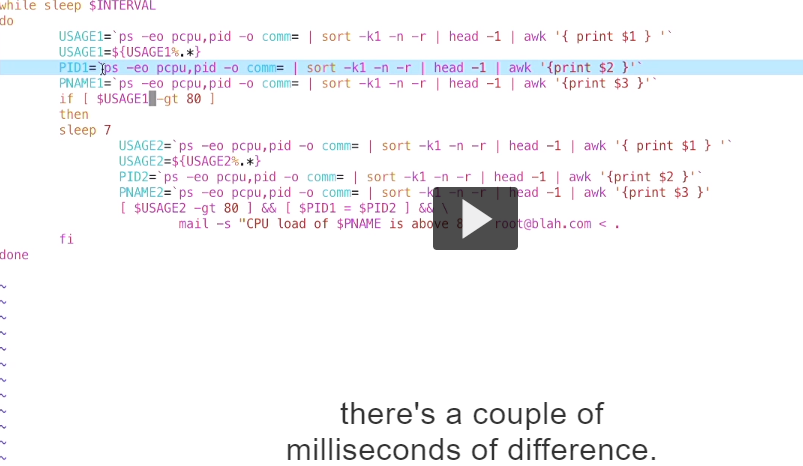 while sleep $INTERVAL
do
USAGE1=`ps -eo pcpu,pid -o comm= | sort -k1 -n -r | head -1 | awk '{ print $1 } '`
USAGE1=${USAGE1%.*}
PID1=`ps -eo pcpu,pid -o comm= | sort -k1 -n -r | head -1 | awk '{print $2 }'`
PNAME1=`ps -eo pcpu,pid -o comm= | sort -k1 -n -r | head -1 | awk '{print $3 }'`
if [ $USAGE1 -gt 80 ]
then
sleep 7
USAGE2=`ps -eo pcpu,pid -o comm= | sort -k1 -n -r | head -1 | awk '{ print $1 } '`
USAGE2=${USAGE2%.*}
PID2=`ps -eo pcpu,pid -o comm= | sort -k1 -n -r | head -1 | awk '{print $2 }'`
PNAME2=`ps -eo pcpu,pid -o comm= | sort -k1 -n -r | head -1 | awk '{print $3 }'
[ $USAGE2 -gt 80 ] && [ $PID1 = $PID2 ] && \
mail -s "CPU load of $PNAME is above root@blah.com < .
fi
done
~
~
~
~
~
~
~
~
~
~
~
~
there's a couple of
milliseconds of difference.